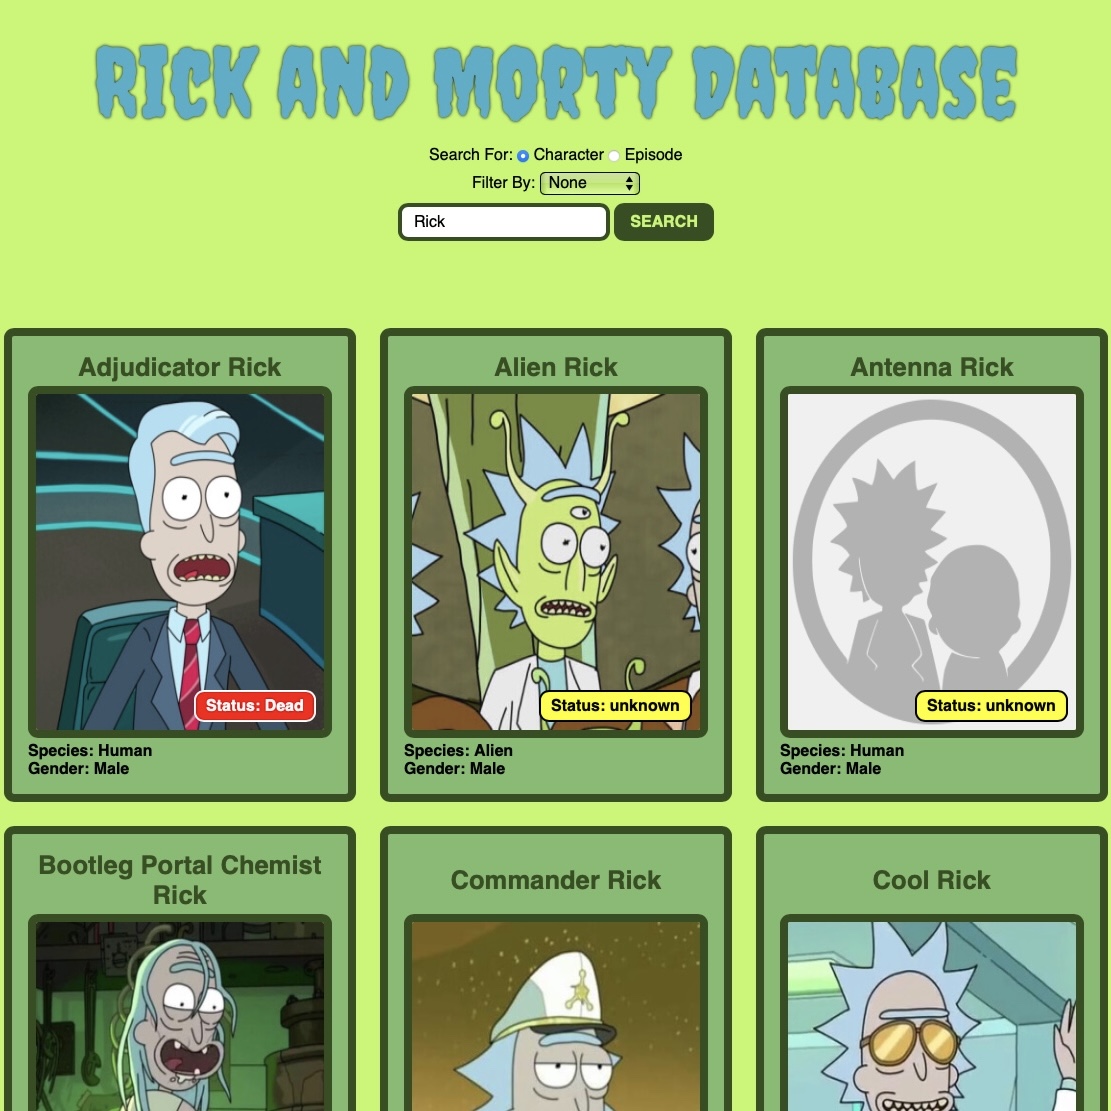 RICK AND MORTY DATABASE
Search For: Character Episode
Filter By: None
Rick SEARCH
Adjudicator Rick
Status: Dead
Species: Human
Gender: Male
Alien Rick
Status: unknown
Species: Alien
Gender: Male
Antenna Rick
Status: unknown
Species: Human
Gender: Male
Bootleg Portal Chemist
Rick
Commander Rick
Cool Rick